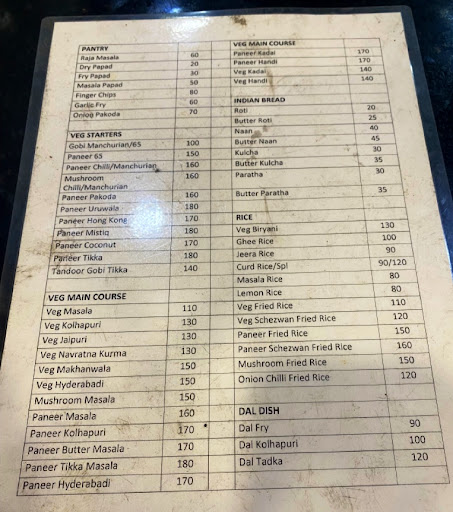 PANTRY
Raja Masala 60
Dry Papad 20
Fry Papad 30
Masala Papad 50
Finger Chips 80
Garlic Fry 60
Onion Pakoda 70
VEG STARTERS
Gobi Manchurian/65 100
Paneer 65 150
Paneer Chilli/Manchurian 160
Mushroom 160
Chilli/Manchurian
Paneer Pakoda 160
Paneer Uruwala 180
Paneer Hong Kong 170
Paneer Mistiq 180
Paneer Coconut 170
Paneer Tikka 180
Tandoor Gobi Tikka 140
VEG MAIN COURSE
Veg Masala 110
Veg Kolhapuri 130
Veg Jaipuri 130
Veg Navratna Kurma 130
Veg Makhanwala 150
Veg Hyderabadi 150
Mushroom Masala 150
Paneer Masala 160
Paneer Kolhapuri 170
Paneer Butter Masala 170
Paneer Tikka Masala 180
Paneer Hyderabadi 170
VEG MAIN COURSE
Paneer Kadai 170
Paneer Handi 170
Veg Kadai 140
Veg Handi 140
INDIAN BREAD
Roti 20
Butter Roti 25
Naan 40
Butter Naan 45
Kulcha 30
Butter Kulcha 35
Paratha 30
Butter Paratha 35
RICE
Veg Biryani 130
Ghee Rice 100
Jeera Rice 90
Curd Rice/Spl 90/120
Masala Rice 80
Lemon Rice 80
Veg Fried Rice 110
Veg Schezwan Fried Rice 120
Paneer Fried Rice 150
Paneer Schezwan Fried Rice 160
Mushroom Fried Rice 150
Onion Chilli Fried Rice 120
DAL DISH
Dal Fry 90
Dal Kolhapuri 100
Dal Tadka 120